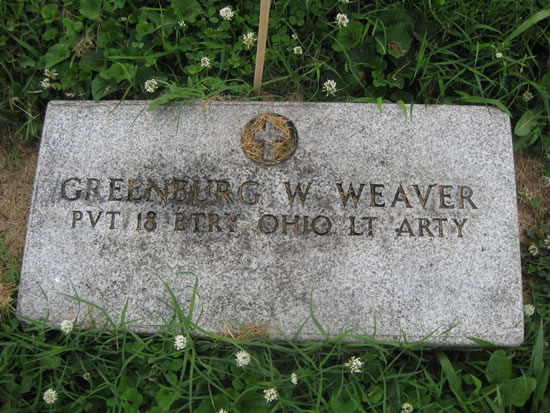 GREENBURG W. WEAVER
PVT 18 BTRY OHIO LT ARTY